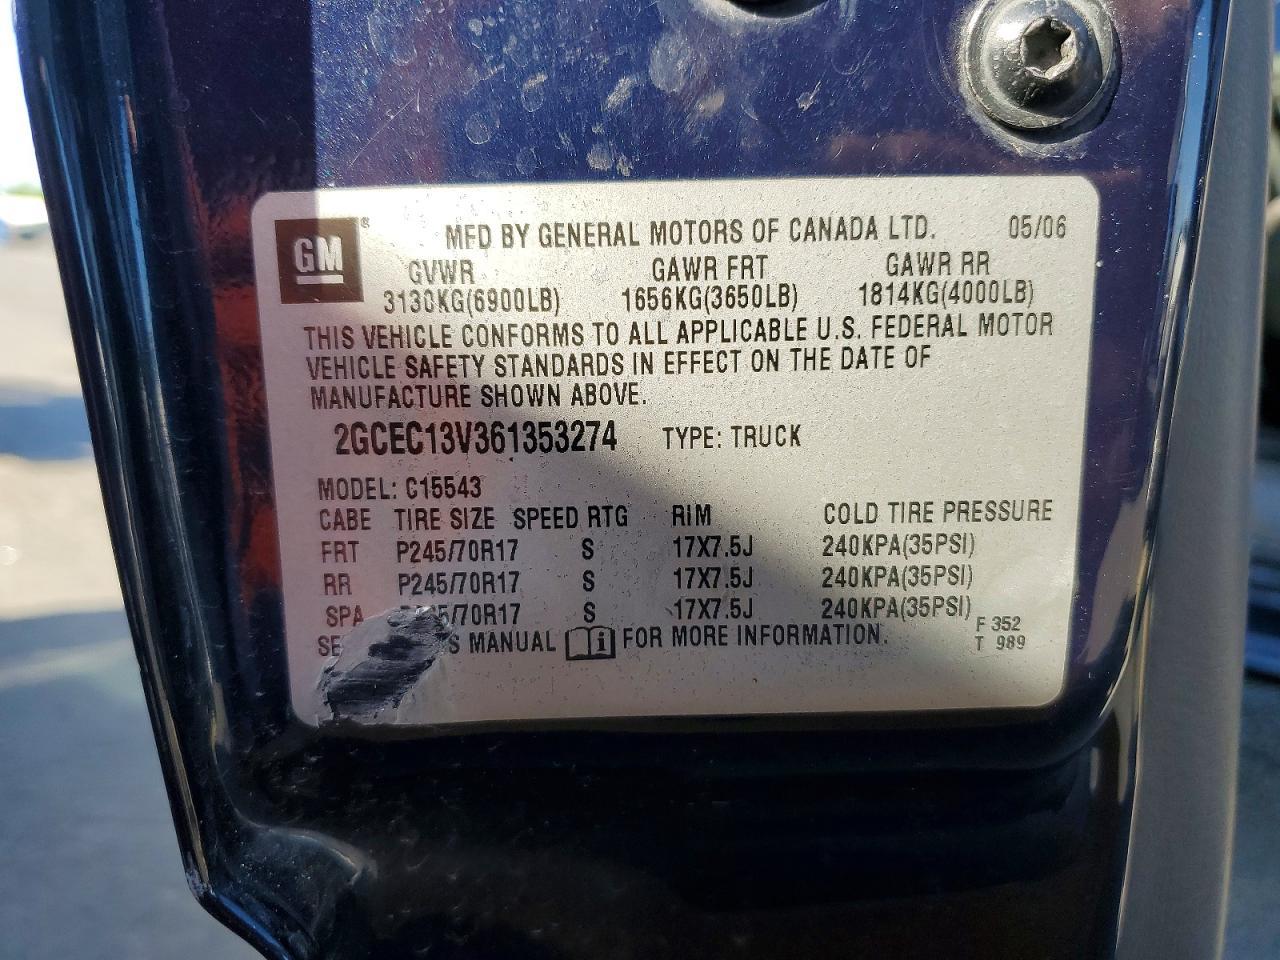 GM ® MFD BY GENERAL MOTORS OF CANADA LTD. 05/06
GVWR GAWR FRT GAWR RR
3130KG(6900LB) 1656KG(3650LB) 1814KG(4000LB)
THIS VEHICLE CONFORMS TO ALL APPLICABLE U.S. FEDERAL MOTOR
VEHICLE SAFETY STANDARDS IN EFFECT ON THE DATE OF
MANUFACTURE SHOWN ABOVE.
2GCEC13V361353274 TYPE: TRUCK
MODEL: C15543
CABE TIRE SIZE SPEED RTG RIM COLD TIRE PRESSURE
FRT P245/70R17 S 17X7.5J 240KPA(35PSI)
RR P245/70R17 S 17X7.5J 240KPA(35PSI)
SPA 5/70R17 S 17X7.5J 240KPA(35PSI)
SE S MANUAL i FOR MORE INFORMATION.
F 352
T 989